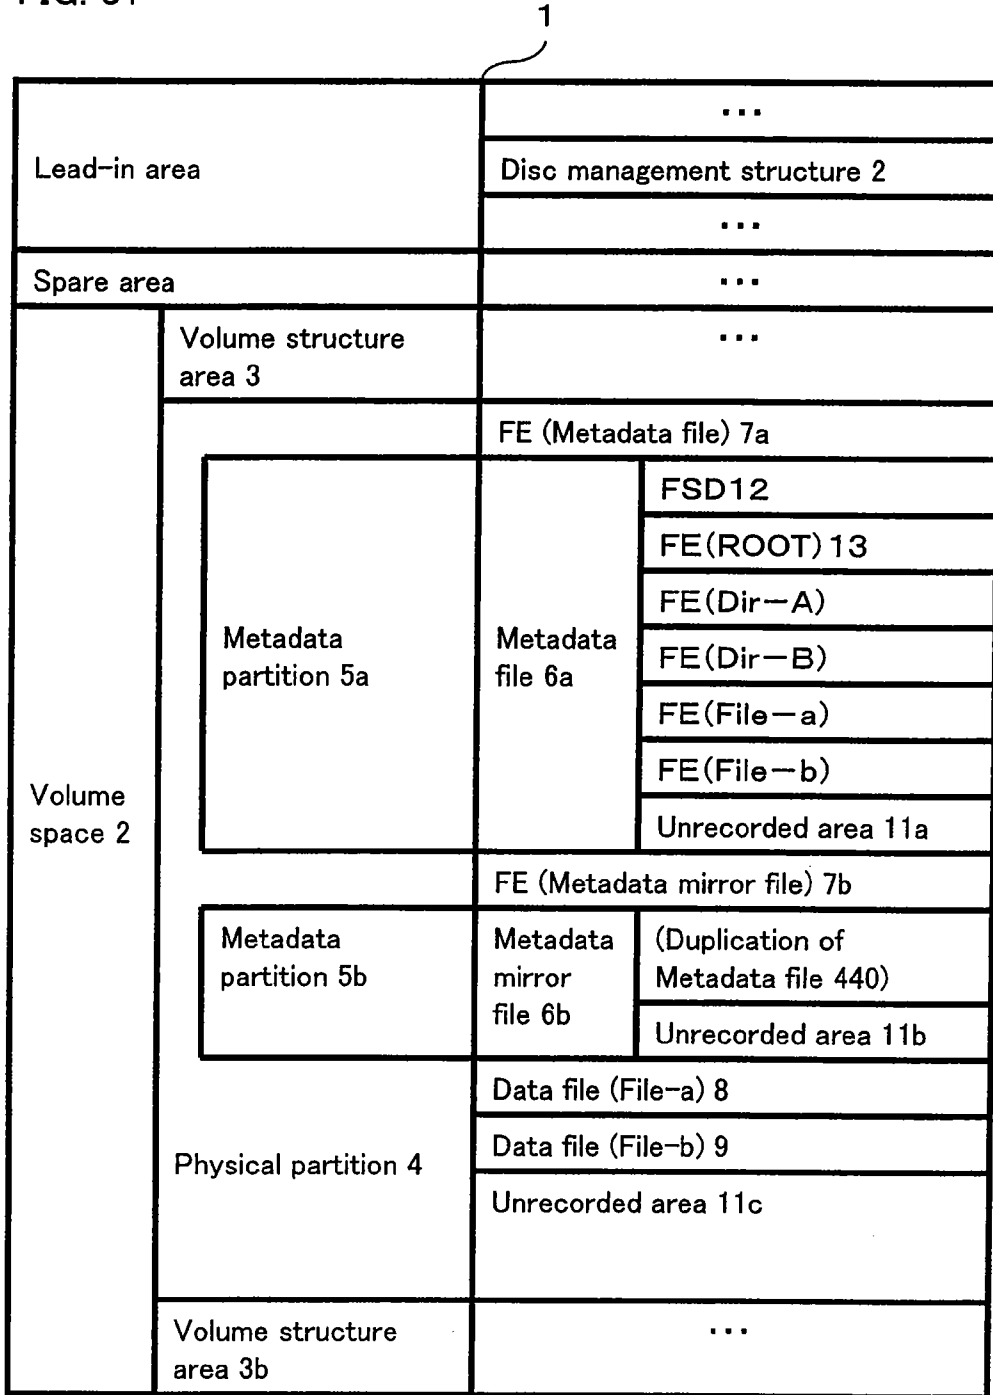 1
...
Lead-in area
Disc management structure 2
...
Spare area
...
Volume structure
area 3
...
FE (Metadata file) 7a
FSD12
FE(ROOT)13
FE(Dir-A)
Metadata
partition 5a
Metadata
file 6a
FE(Dir-B)
FE(File-a)
FE(File-b)
Volume
space 2
Unrecorded area 11a
FE (Metadata mirror file) 7b
Metadata
partition 5b
Metadata
mirror
file 6b
(Duplication of
Metadata file 440)
Unrecorded area 11b
Data file (File-a) 8
Data file (File-b) 9
Physical partition 4
Unrecorded area 11c
Volume structure
area 3b
...